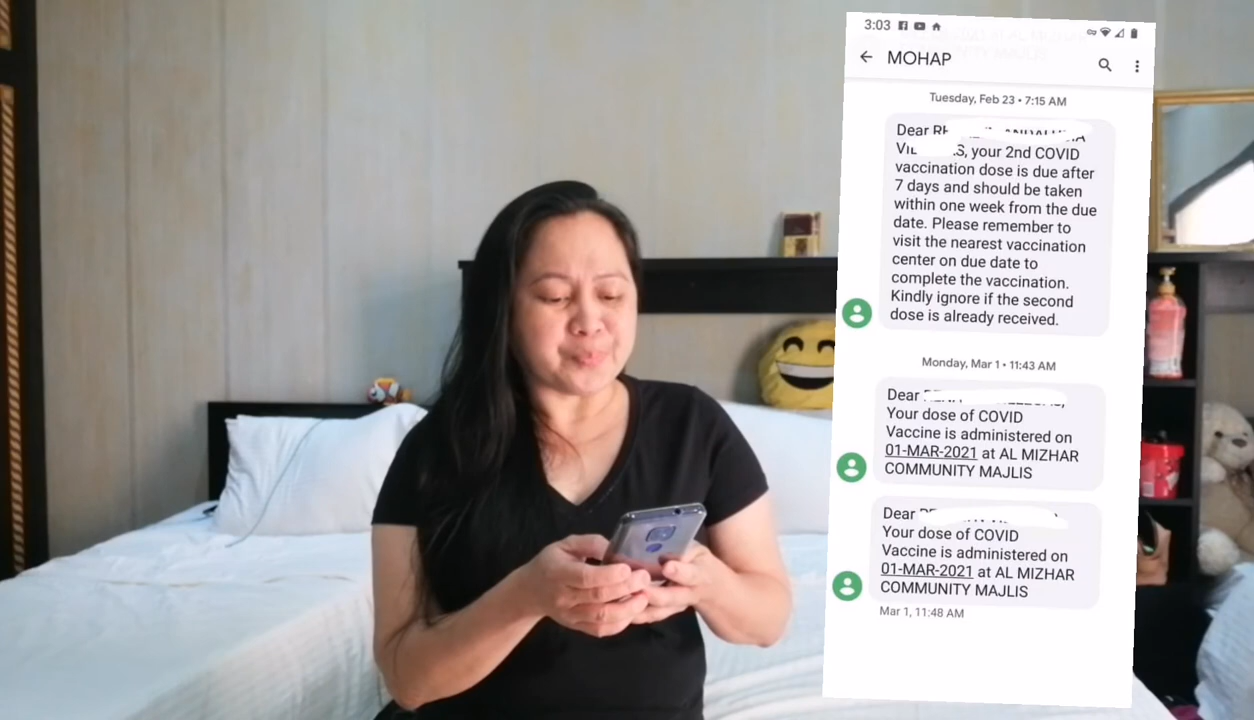 3:03
MOHAP
Tuesday, Feb 23 • 7:15 AM
Dear
your 2nd COVID
vaccination dose is due after
7 days and should be taken
within one week from the due
date. Please remember to
visit the nearest vaccination
center on due date to
complete the vaccination.
Kindly ignore if the second
dose is already received.
Monday, Mar 1 • 11:43 AM
Dear
Your dose of COVID
Vaccine is administered on
01-MAR-2021 at AL MIZHAR
COMMUNITY MAJLIS
Dear
Your dose of COVID
Vaccine is administered on
01-MAR-2021 at AL MIZHAR
COMMUNITY MAJLIS
Mar 1, 11:48 AM